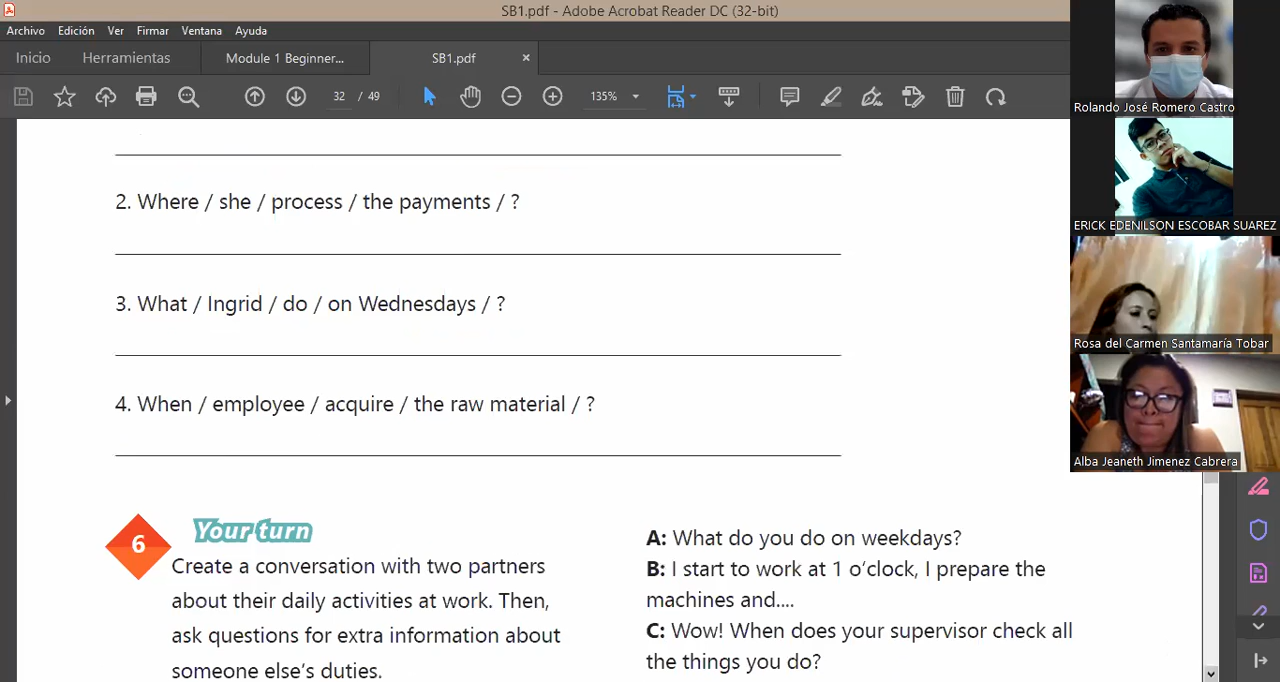 SB1.pdf - Adobe Acrobat Reader DC (32-bit)
Archivo Edición Ver Firmar Ventana Ayuda
Inicio Herramientas Module 1 Beginner... SB1.pdf ×
32 / 49 135%
2. Where / she / process / the payments / ?
3. What / Ingrid / do / on Wednesdays / ?
4. When / employee / acquire / the raw material / ?
6
Your turn
Create a conversation with two partners
about their daily activities at work. Then,
ask questions for extra information about
someone else's duties.
A: What do you do on weekdays?
B: I start to work at 1 o'clock, I prepare the
machines and....
C: Wow! When does your supervisor check all
the things you do?
Rolando José Romero Castro
ERICK EDENILSON ESCOBAR SUAREZ
Rosa del Carmen Santamaría Tobar
Alba Jeaneth Jimenez Cabrera